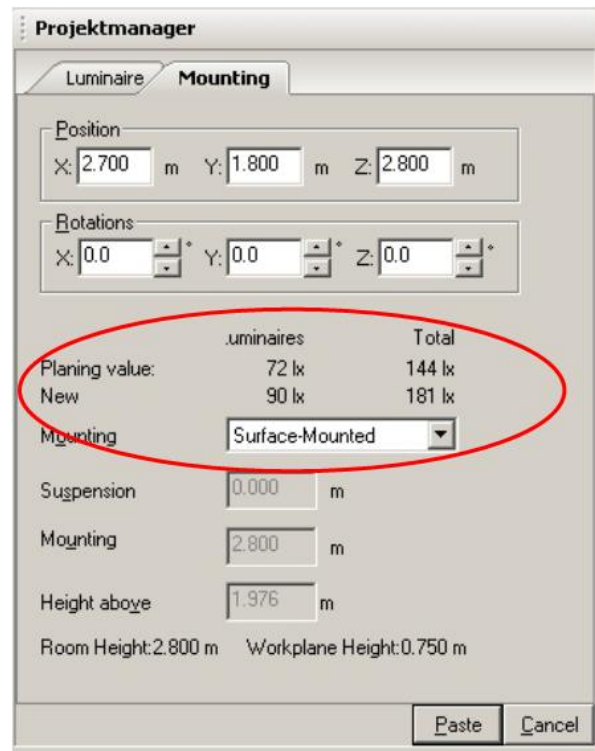 Projektmanager
Luminaire Mounting
Position
X: 2.700 m Y: 1.800 m Z: 2.800 m
Rotations
X: 0.0 ° Y: 0.0 ° Z: 0.0 °
.uminaires Total
Planing value: 72 lx 144 lx
New 90 lx 181 lx
Mounting Surface-Mounted
Suspension 0.000 m
Mounting 2.800 m
Height above 1.976 m
Room Height:2.800 m Workplane Height:0.750 m
Paste Cancel